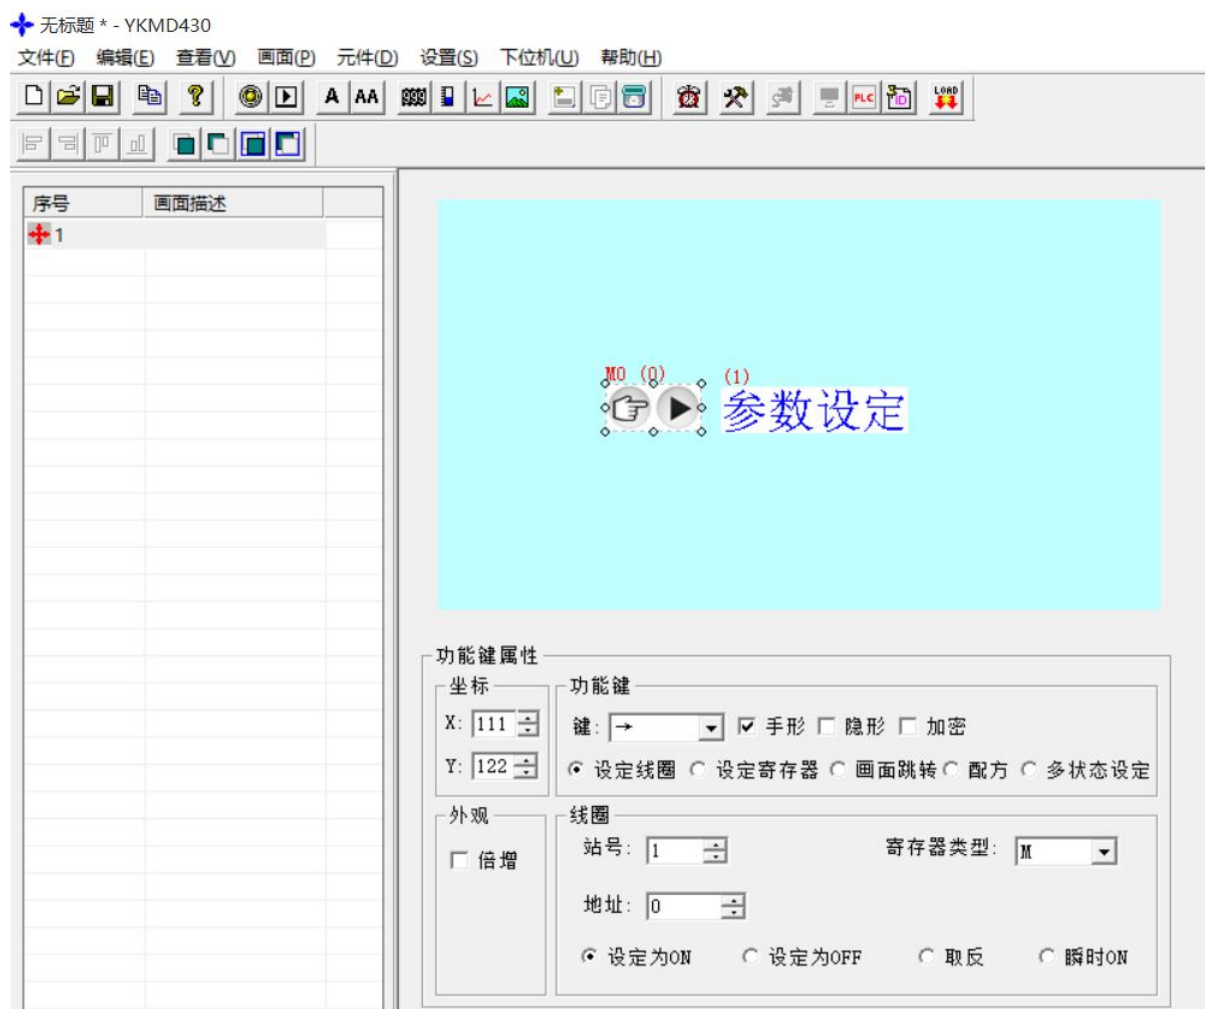 无标题 * - YKMD430
文件(F) 编辑(E) 查看(V) 画面(P) 元件(D) 设置(S) 下位机(U) 帮助(H)
A AA PLC ID LOAD
序号 画面描述
1
M0 (0) (1)
参数设定
功能键属性
坐标 功能键
X: 111 键: → 手形 隐形 加密
Y: 122 设定线圈 设定寄存器 画面跳转 配方 多状态设定
外观 线圈
站号: 1 寄存器类型: M
倍增
地址: 0
设定为ON 设定为OFF 取反 瞬时ON